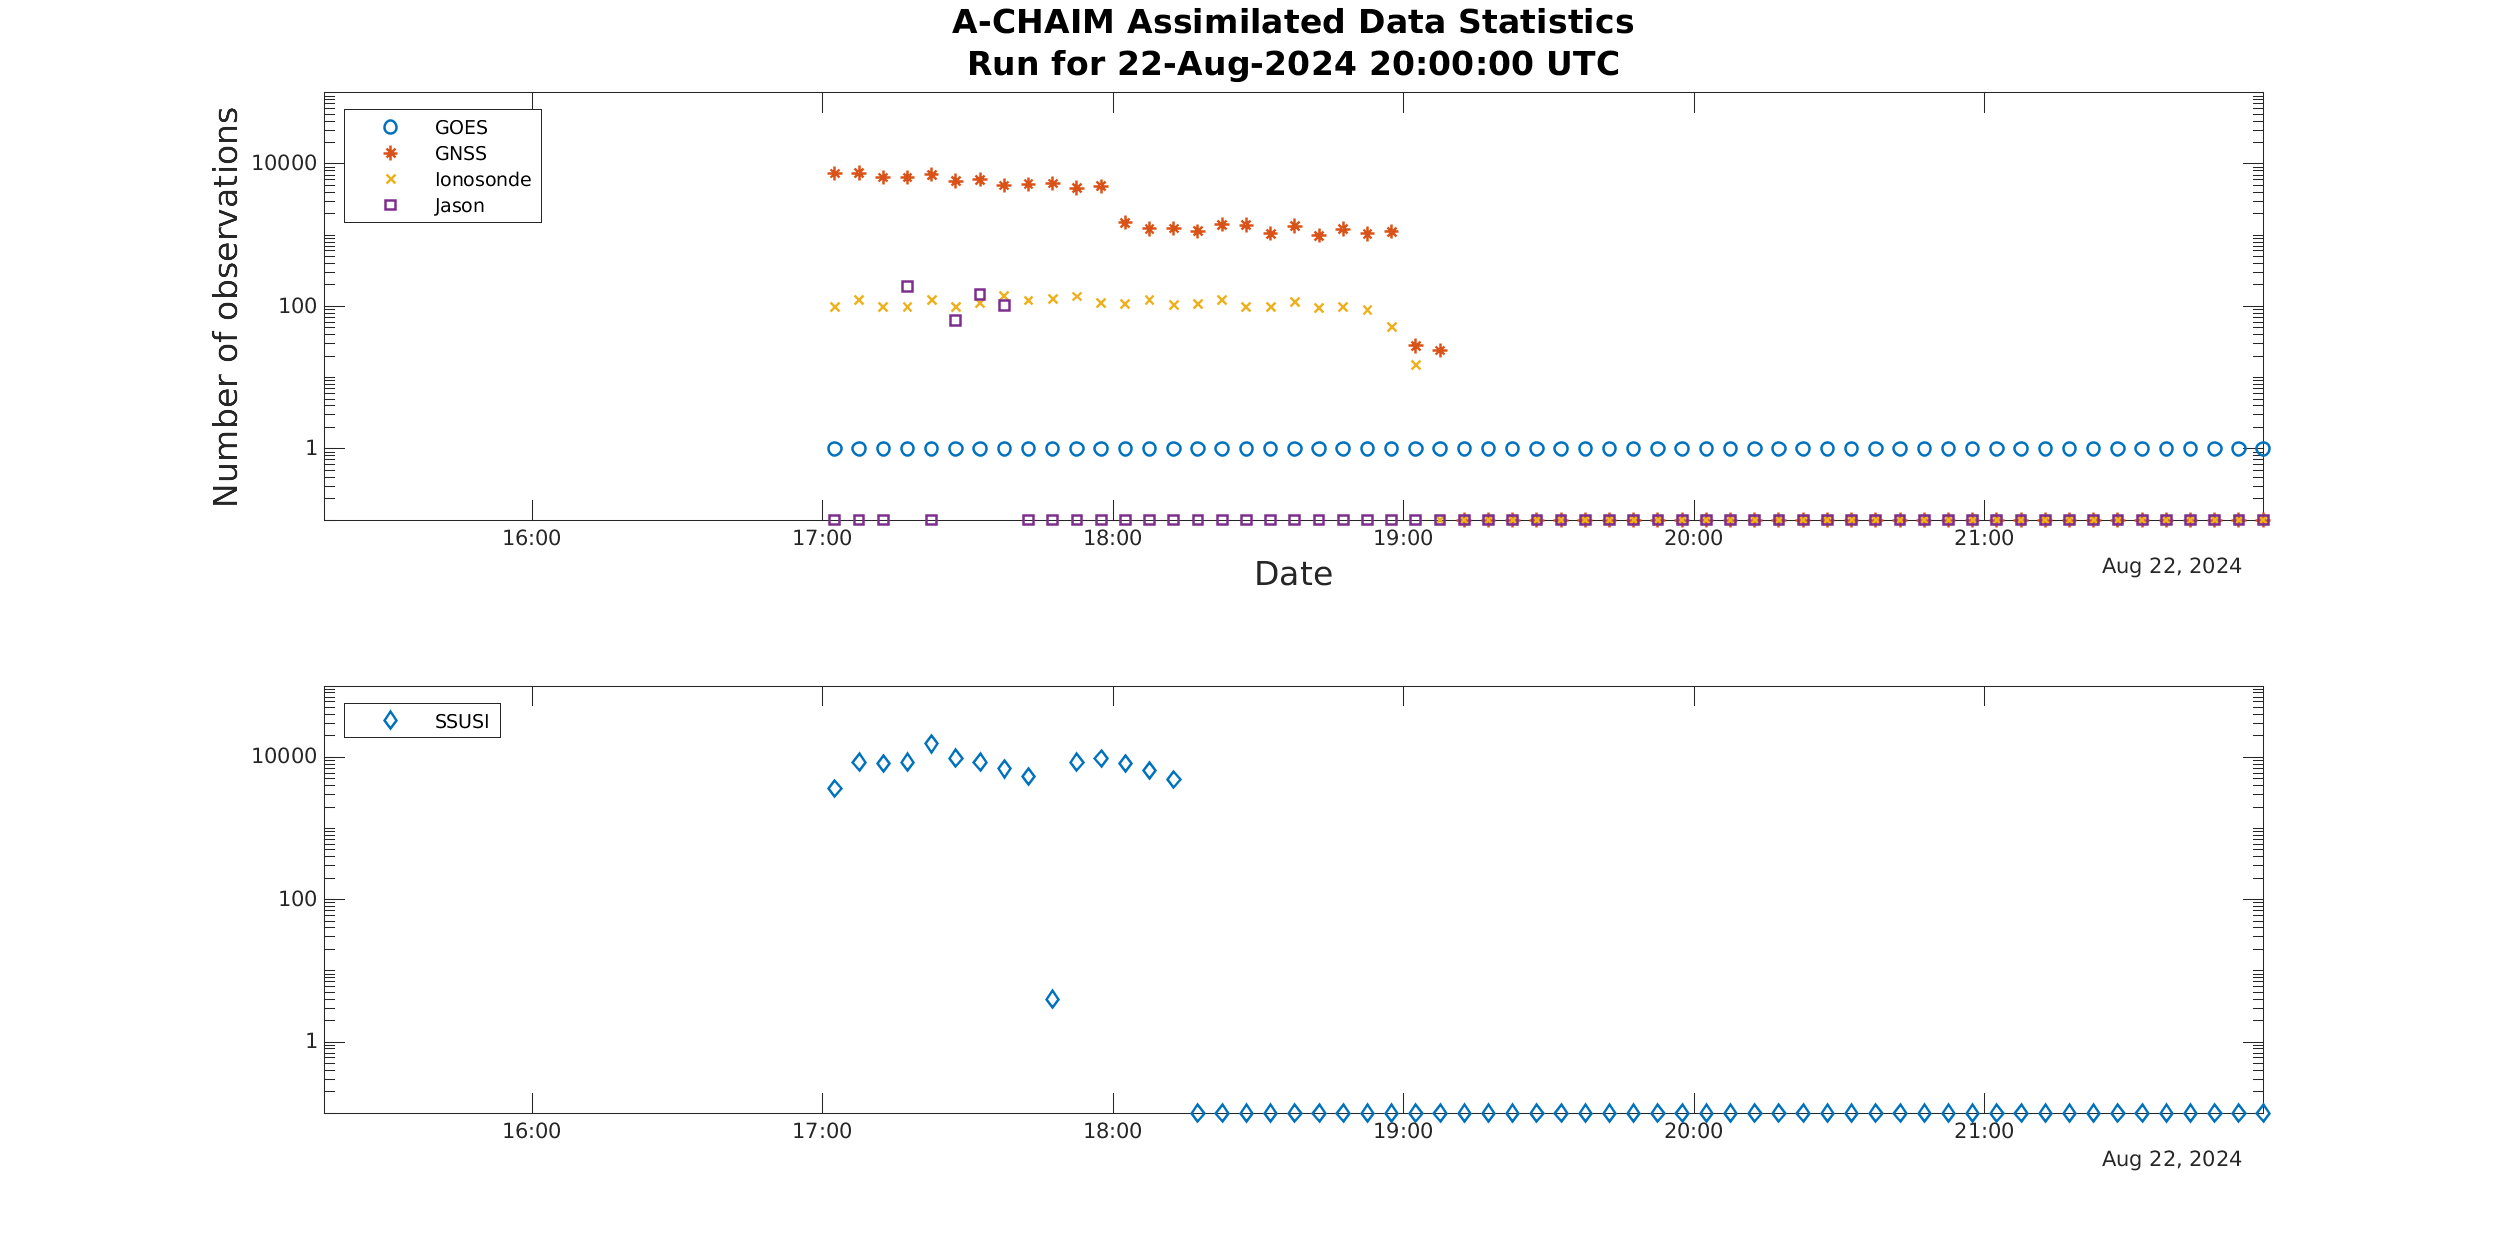 A-CHAIM Assimilated Data Statistics
Run for 22-Aug-2024 20:00:00 UTC
Number of observations
10000
100
1
GOES
GNSS
Ionosonde
Jason
16:00 17:00 18:00 19:00 20:00 21:00
Aug 22, 2024
Date
10000
100
1
SSUSI
16:00 17:00 18:00 19:00 20:00 21:00
Aug 22, 2024